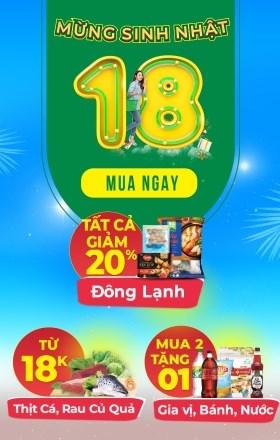 MỪNG SINH NHẬT
18
MUA NGAY
TẤT CẢ
GIẢM
20%
Đông Lạnh
TỪ
18K
Thịt Cá, Rau Củ Quả
MUA 2
TẶNG
01
Gia vị, Bánh, Nước